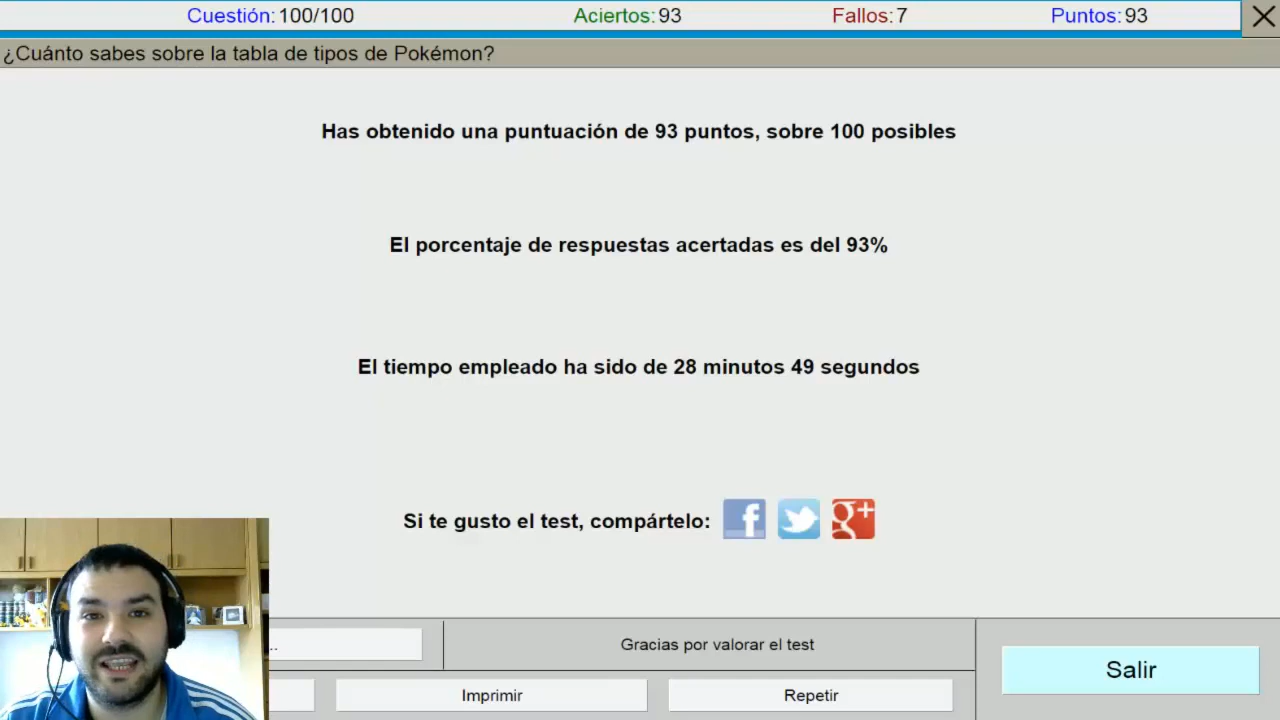 Cuestión: 100/100 Aciertos: 93 Fallos: 7 Puntos: 93
¿Cuánto sabes sobre la tabla de tipos de Pokémon?
Has obtenido una puntuación de 93 puntos, sobre 100 posibles
El porcentaje de respuestas acertadas es del 93%
El tiempo empleado ha sido de 28 minutos 49 segundos
Si te gusto el test, compártelo: f g+
.. Gracias por valorar el test
Salir
Imprimir Repetir